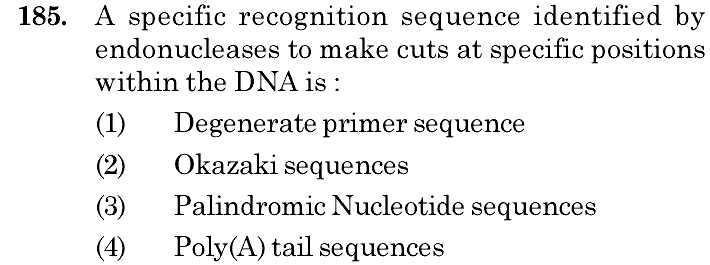 185. A specific recognition sequence identified by
endonucleases to make cuts at specific positions
within the DNA is :
(1) Degenerate primer sequence
(2) Okazaki sequences
(3) Palindromic Nucleotide sequences
(4) Poly(A) tail sequences